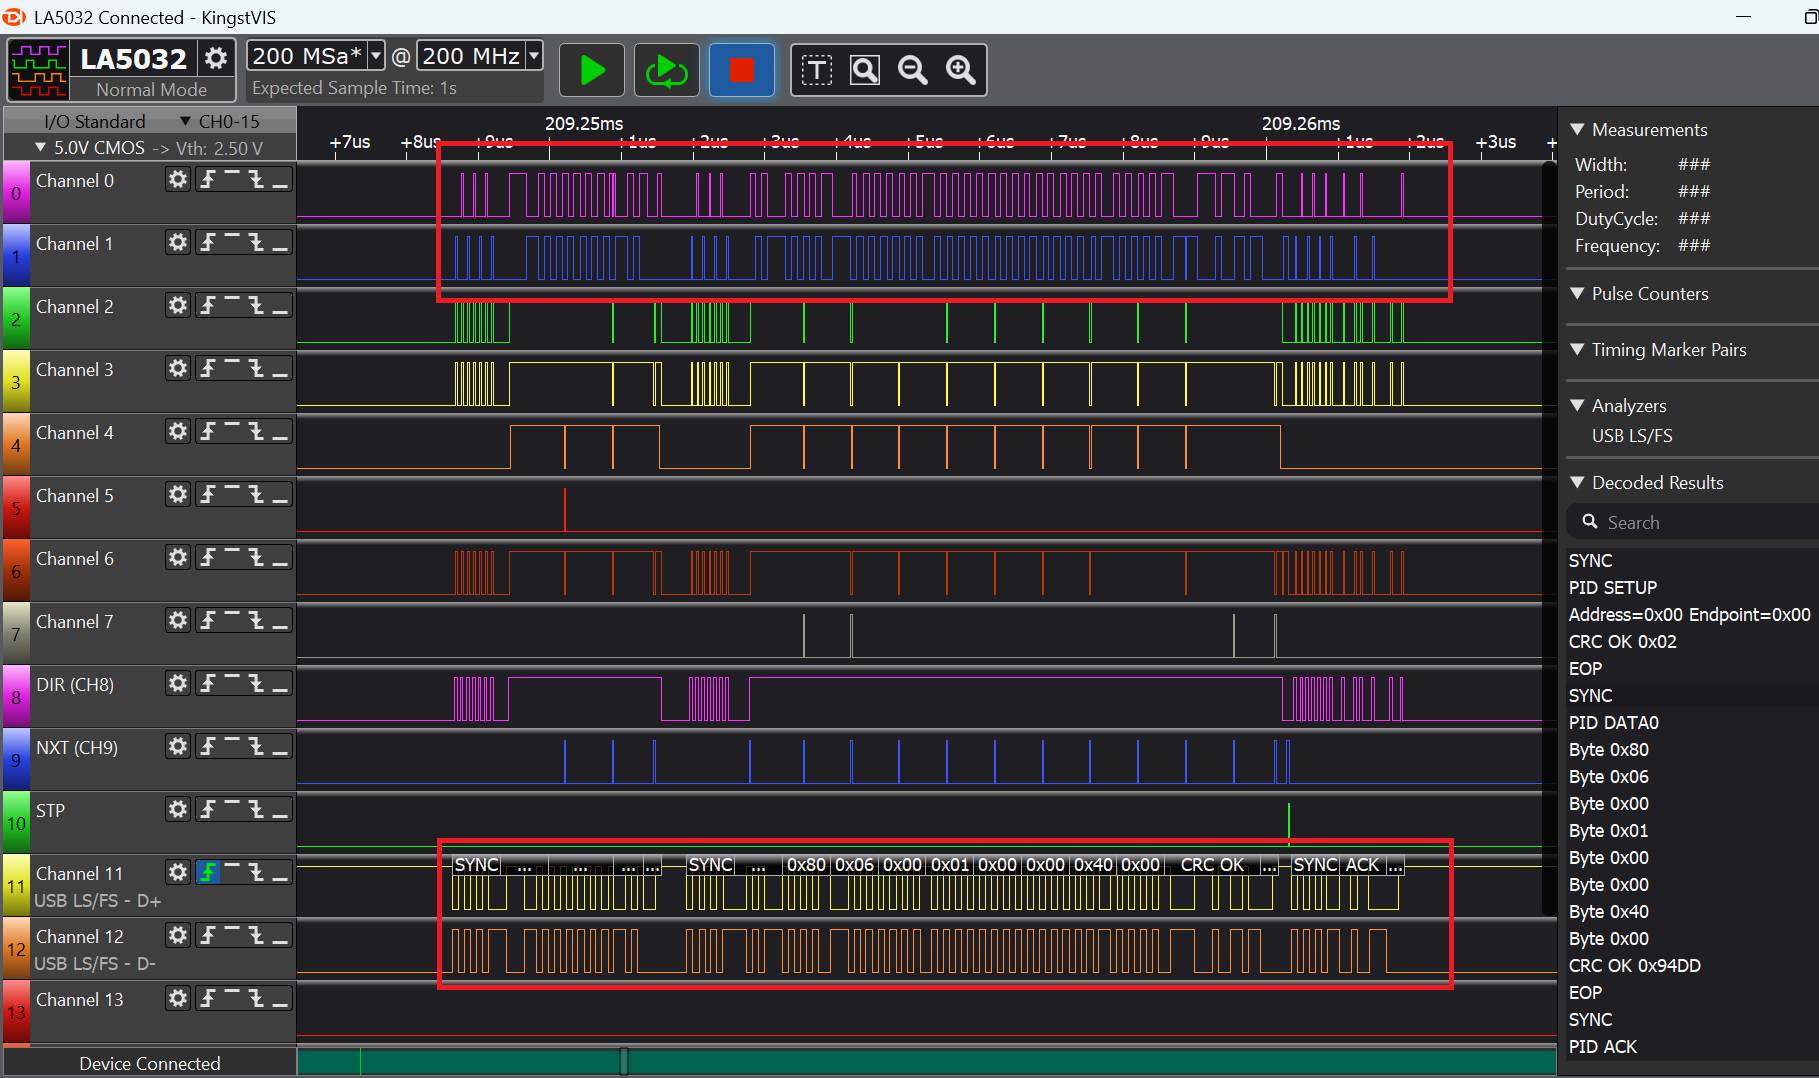 LA5032 Connected - KingstVIS
LA5032
Normal Mode
200 MSa* @ 200 MHz
Expected Sample Time: 1s
I/O Standard CH0-15
5.0V CMOS -> Vth: 2.50 V
209.25ms 209.26ms
+7us +8us +9us +1us +2us +3us +4us +5us +6us +7us +8us +9us +1us +2us +3us +
0 Channel 0
1 Channel 1
2 Channel 2
3 Channel 3
4 Channel 4
5 Channel 5
6 Channel 6
7 Channel 7
8 DIR (CH8)
9 NXT (CH9)
10 STP
11 Channel 11
USB LS/FS - D+
SYNC ... ... ... ... SYNC ... 0x80 0x06 0x00 0x01 0x00 0x00 0x40 0x00 CRC OK ... SYNC ACK ...
12 Channel 12
USB LS/FS - D-
13 Channel 13
Device Connected
Measurements
Width: ###
Period: ###
DutyCycle: ###
Frequency: ###
Pulse Counters
Timing Marker Pairs
Analyzers
USB LS/FS
Decoded Results
Search
SYNC
PID SETUP
Address=0x00 Endpoint=0x00
CRC OK 0x02
EOP
SYNC
PID DATA0
Byte 0x80
Byte 0x06
Byte 0x00
Byte 0x01
Byte 0x00
Byte 0x00
Byte 0x40
Byte 0x00
CRC OK 0x94DD
EOP
SYNC
PID ACK